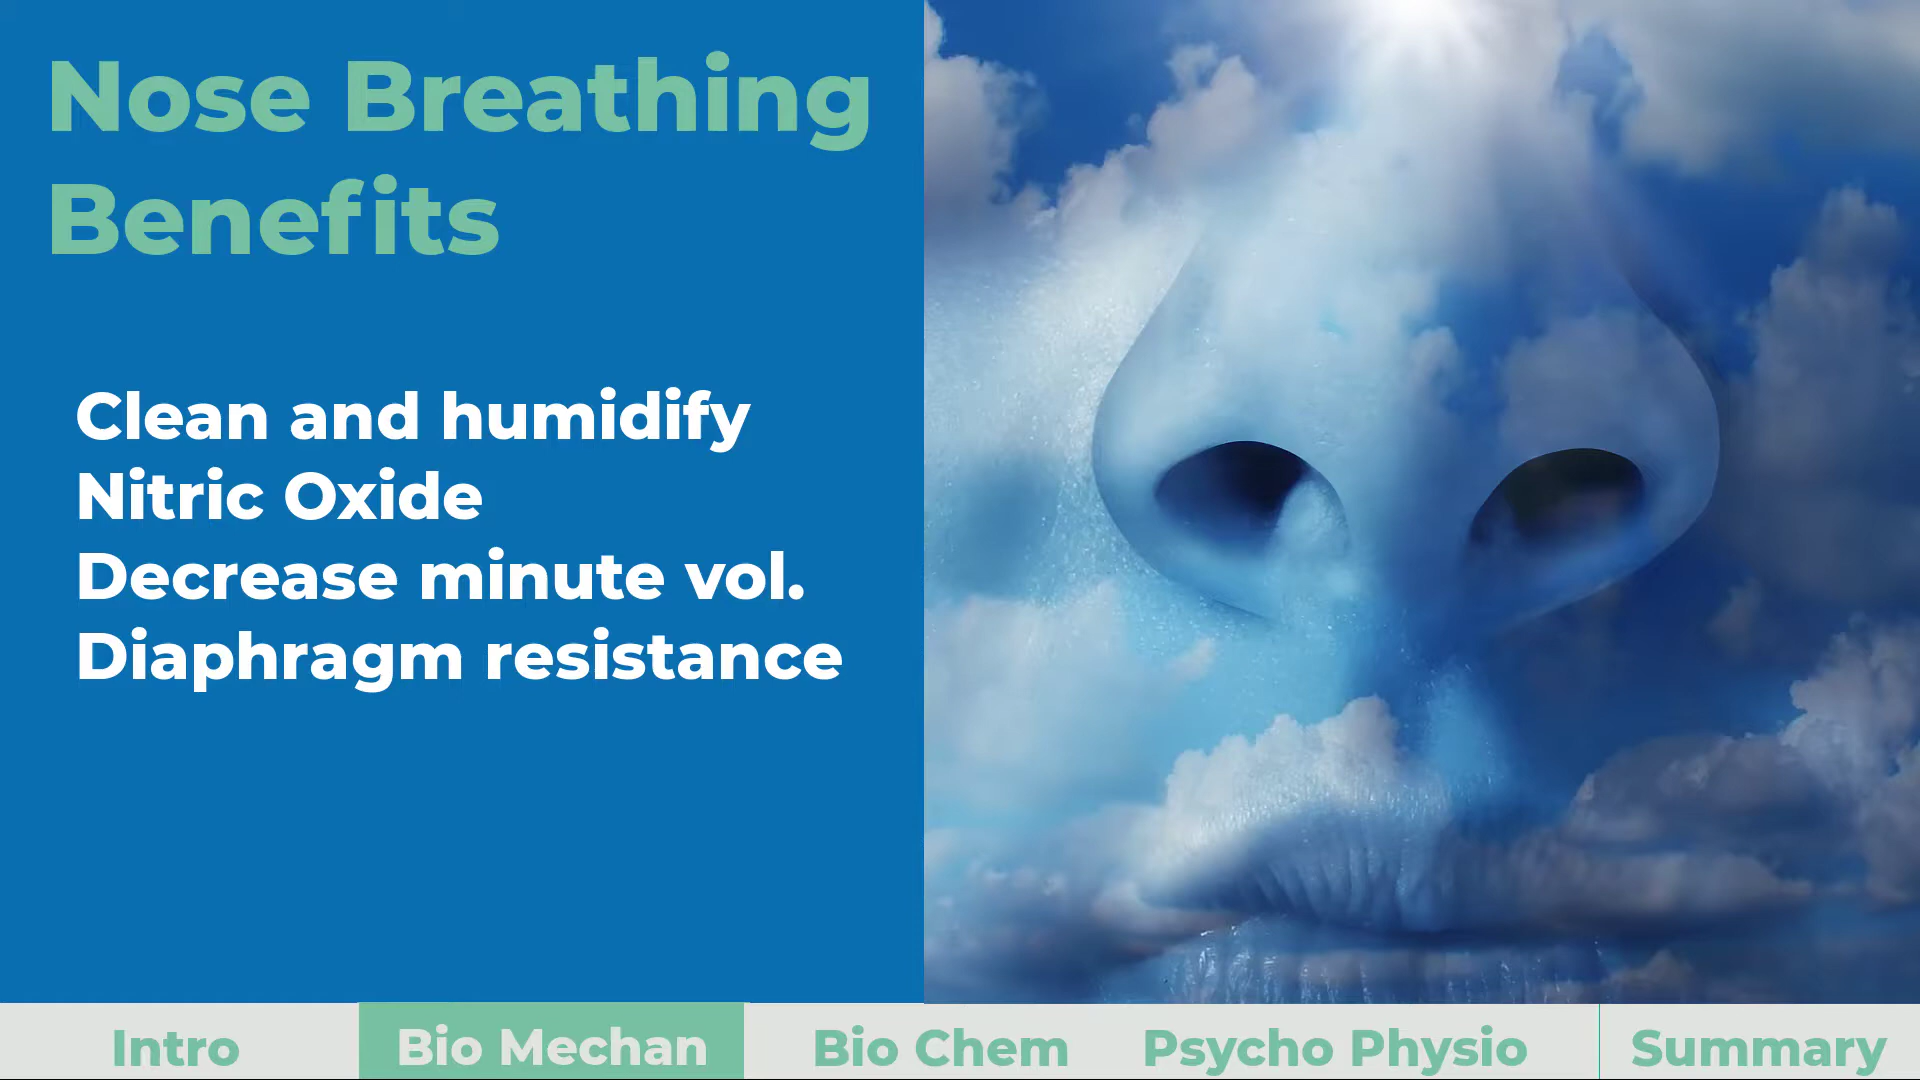 Nose Breathing
Benefits
Clean and humidify
Nitric Oxide
Decrease minute vol.
Diaphragm resistance
Intro
Bio Mechan
Bio Chem
Psycho Physio
Summary